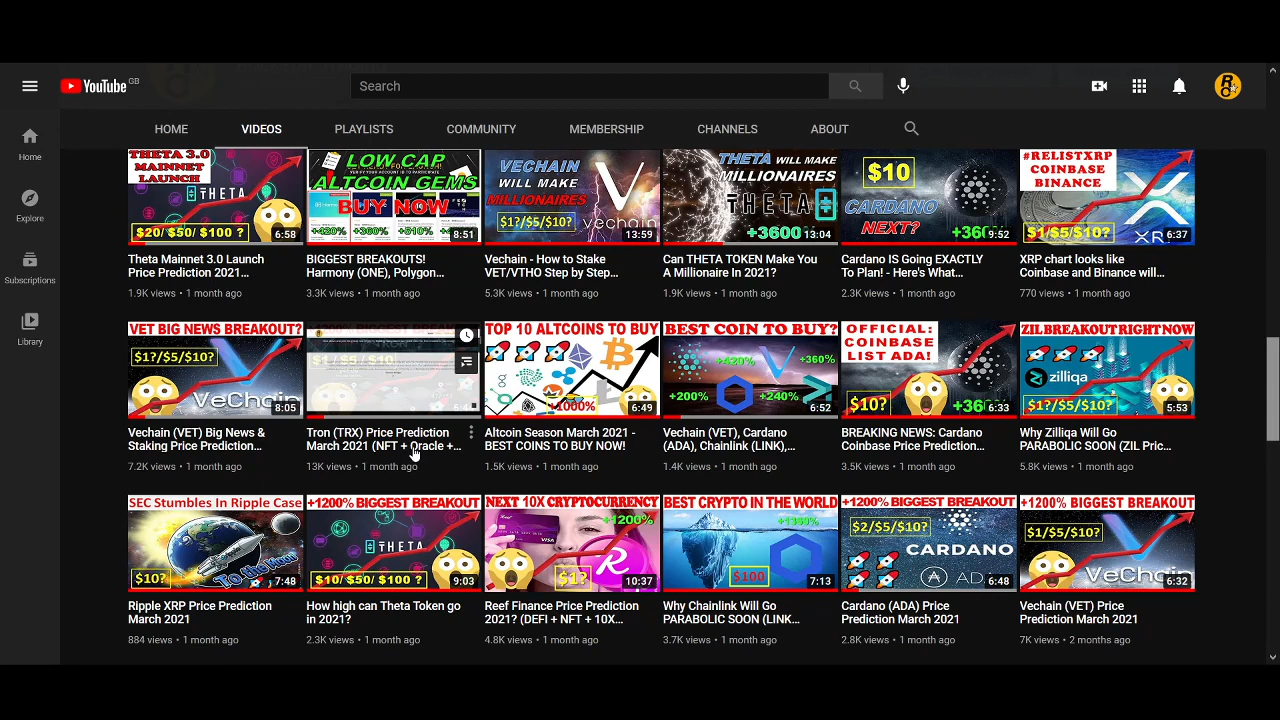 YouTube GB
Search
HOME
VIDEOS
PLAYLISTS
COMMUNITY
MEMBERSHIP
CHANNELS
ABOUT
Home
Explore
Subscriptions
Library
THETA 3.0
MAINNET
LAUNCH
THETA
$20/ $50/ $100 ?
6:58
Theta Mainnet 3.0 Launch
Price Prediction 2021...
1.9K views • 1 month ago
LOW CAP
ALTCOIN GEMS
BUY NOW
8:51
BIGGEST BREAKOUTS!
Harmony (ONE), Polygon...
3.3K views • 1 month ago
VECHAIN
WILL MAKE
MILLIONAIRES
$1?/$5/$10?
vechain
13:59
Vechain - How to Stake
VET/VTHO Step by Step...
5.3K views • 1 month ago
THETA WILL MAKE
MILLIONAIRES
THETA
+3600
13:04
Can THETA TOKEN Make You
A Millionaire In 2021?
1.9K views • 1 month ago
$10
CARDANO
NEXT?
9:52
Cardano IS Going EXACTLY
To Plan! - Here's What...
2.3K views • 1 month ago
#RELISTXRP
COINBASE
BINANCE
$1/$5/$10?
6:37
XRP chart looks like
Coinbase and Binance will...
770 views • 1 month ago
VET BIG NEWS BREAKOUT?
$1?/$5/$10?
VeChain
8:05
Vechain (VET) Big News &
Staking Price Prediction...
7.2K views • 1 month ago
Tron (TRX) Price Prediction
March 2021 (NFT + Oracle +...
13K views • 1 month ago
TOP 10 ALTCOINS TO BUY
6:49
Altcoin Season March 2021 -
BEST COINS TO BUY NOW!
1.5K views • 1 month ago
BEST COIN TO BUY?
+420%
+360%
+200%
+240%
6:52
Vechain (VET), Cardano
(ADA), Chainlink (LINK),...
1.4K views • 1 month ago
OFFICIAL:
COINBASE
LIST ADA!
$10?
6:33
BREAKING NEWS: Cardano
Coinbase Price Prediction...
3.5K views • 1 month ago
ZIL BREAKOUT RIGHT NOW
zilliqa
$1?/$5/$10?
5:53
Why Zilliqa Will Go
PARABOLIC SOON (ZIL Pric...
5.8K views • 1 month ago
SEC Stumbles In Ripple Case
$10?
To the
7:48
Ripple XRP Price Prediction
March 2021
884 views • 1 month ago
+1200% BIGGEST BREAKOUT
THETA
$10/ $50/ $100 ?
9:03
How high can Theta Token go
in 2021?
2.3K views • 1 month ago
NEXT 10X CRYPTOCURRENCY
+1200%
VISA
$1?
10:37
Reef Finance Price Prediction
2021? (DEFI + NFT + 10X...
4.8K views • 1 month ago
BEST CRYPTO IN THE WORLD
$100
7:13
Why Chainlink Will Go
PARABOLIC SOON (LINK...
3.7K views • 1 month ago
+1200% BIGGEST BREAKOUT
$2/$5/$10?
CARDANO
6:48
Cardano (ADA) Price
Prediction March 2021
2.8K views • 1 month ago
+1200% BIGGEST BREAKOUT
$1/$5/$10?
VeChain
6:32
Vechain (VET) Price
Prediction March 2021
7K views • 2 months ago